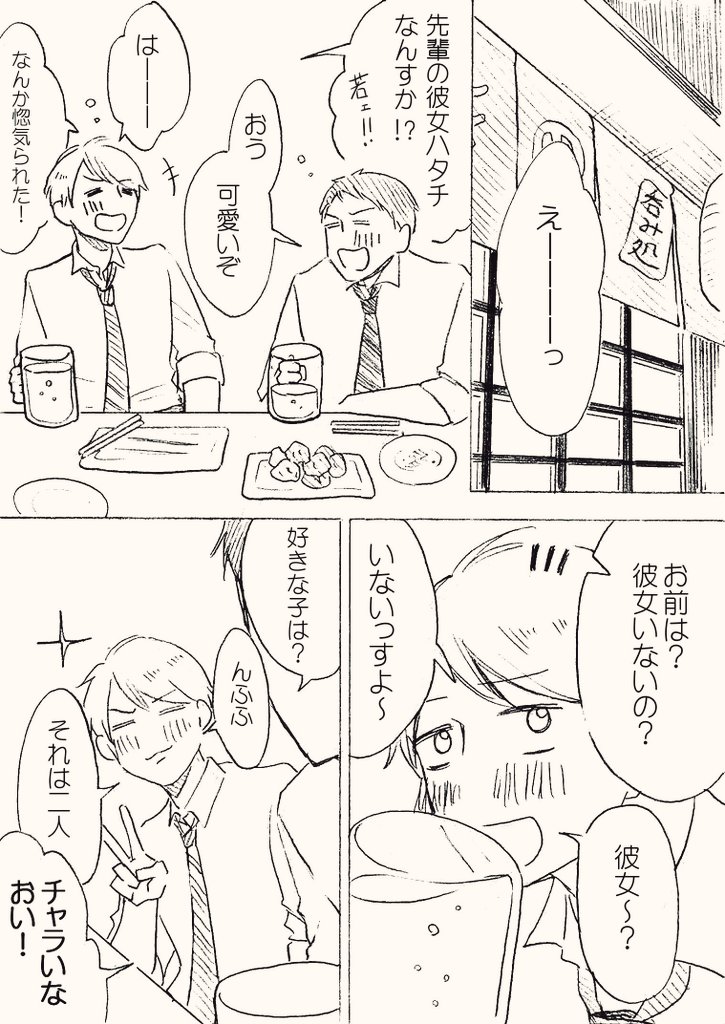 えーーーーっ
呑み処
先輩の彼女ハタチ
なんすか!?
若ェ!!
おう
可愛いぞ
はーーー
なんか惚気られた!
お前は?
彼女いないの?
彼女〜?
いないっすよ〜
好きな子は?
んふふ
それは二人
チャラいな
おい!